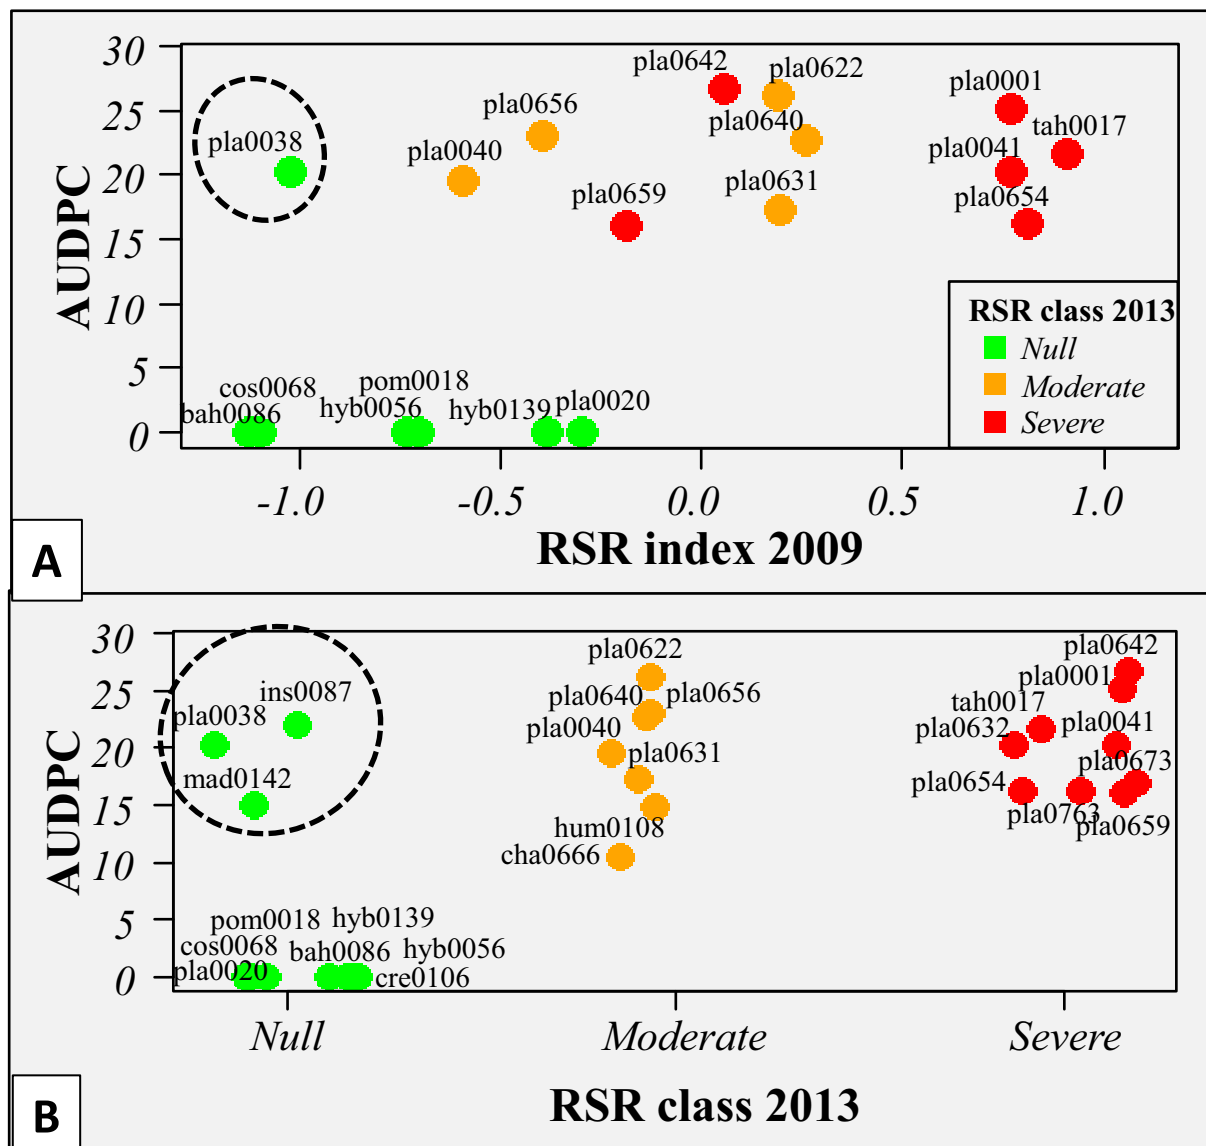 30
25
20
15
10
5
0
AUDPC
pla0642
pla0622
pla0001
pla0656
pla0640
tah0017
pla0038
pla0040
pla0041
pla0631
pla0659
pla0654
RSR class 2013
Null
Moderate
Severe
cos0068
pom0018
bah0086
hyb0056
hyb0139
pla0020
-1.0 -0.5 0.0 0.5 1.0
RSR index 2009
A
30
25
20
15
10
5
0
AUDPC
pla0622
pla0642
ins0087
pla0640
pla0656
pla0001
pla0038
tah0017
pla0040
pla0632
pla0041
pla0631
pla0673
mad0142
pla0654
pla0763
hum0108
pla0659
cha0666
pom0018
hyb0139
cos0068
bah0086
hyb0056
pla0020
cre0106
Null Moderate Severe
RSR class 2013
B